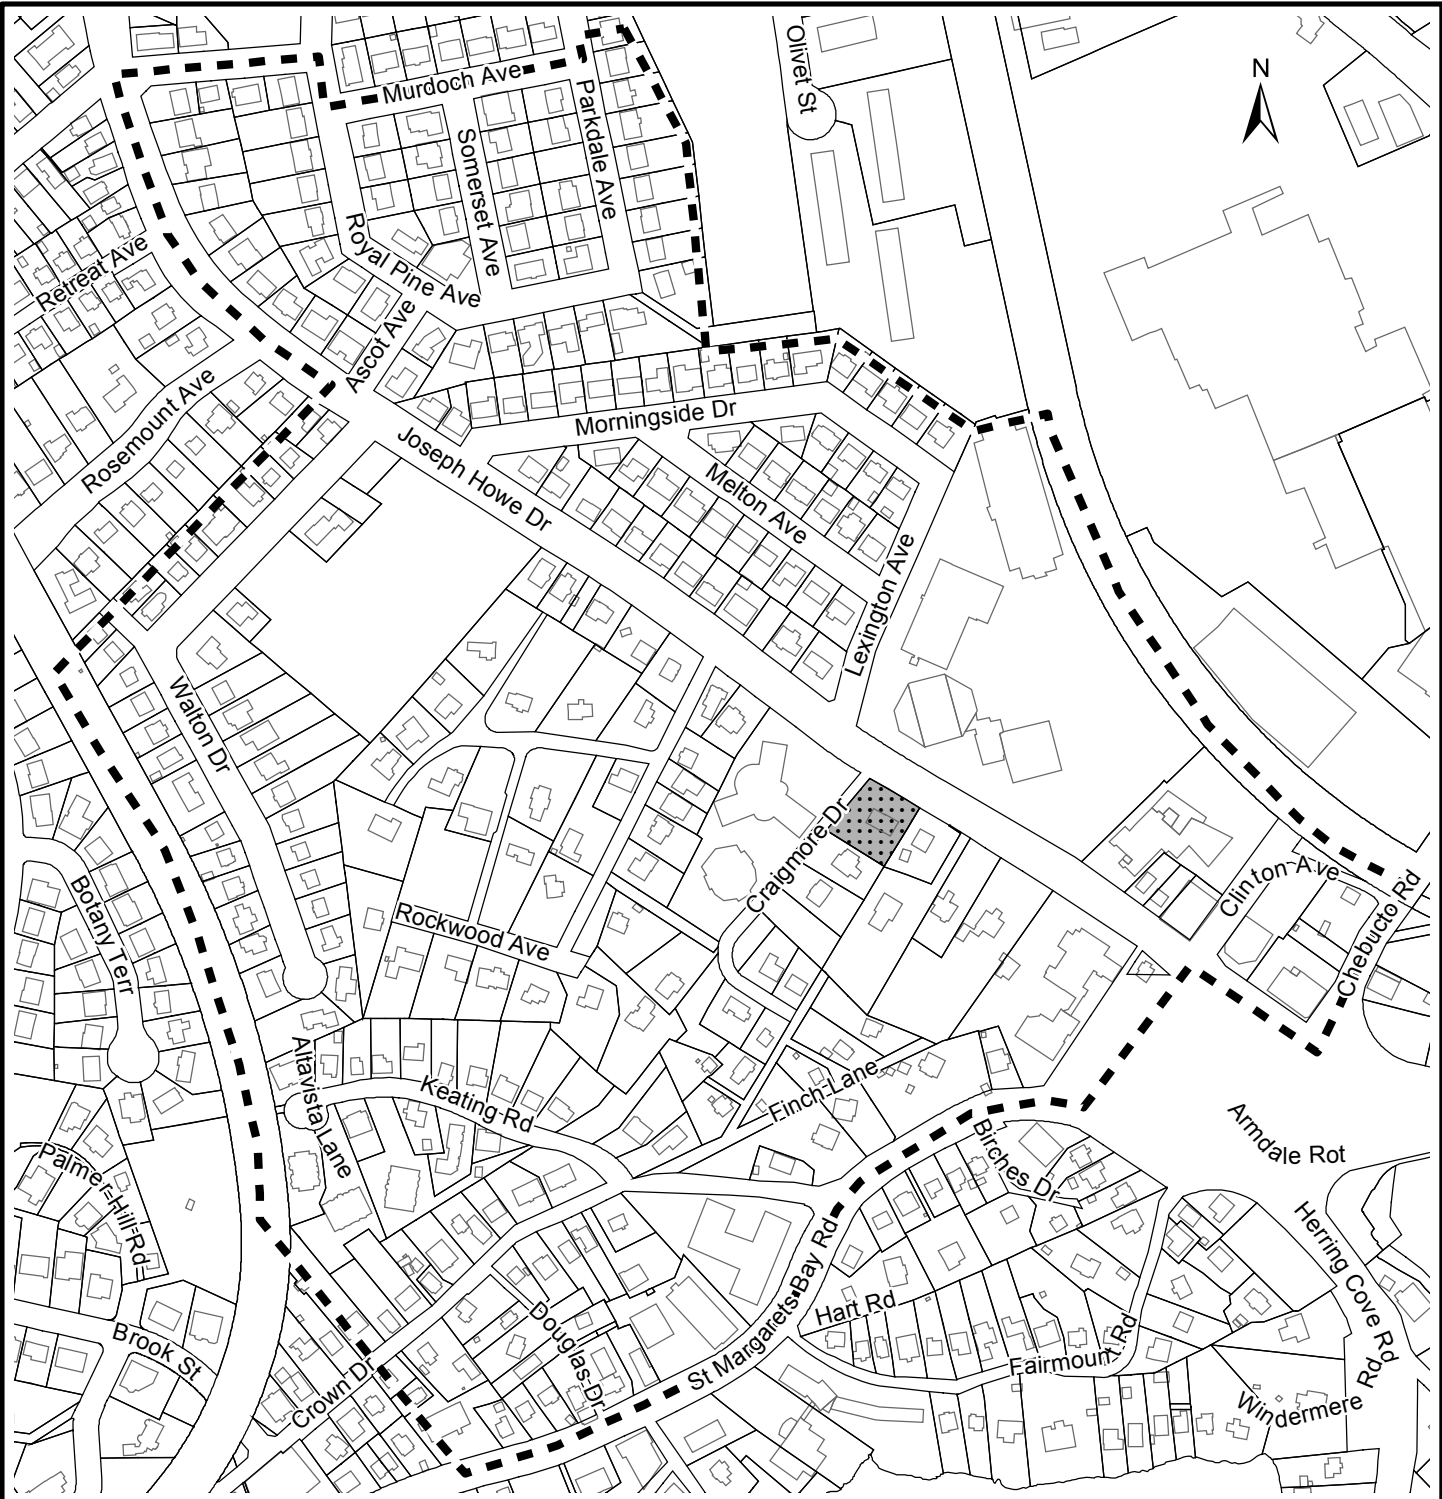 Olivet St
N
Murdoch Ave
Parkdale Ave
Somerset Ave
Royal Pine Ave
Retreat Ave
Ascot Ave
Rosemount Ave
Morningside Dr
Joseph Howe Dr
Melton Ave
Lexington Ave
Walton Dr
Craigmore Dr
Clinton Ave
Chebucto Rd
Botany Terr
Rockwood Ave
Altavista Lane
Keating Rd
Finch Lane
Birches Dr
Armdale Rot
Palmer Hill Rd
Herring Cove Rd
St Margarets Bay Rd
Hart Rd
Douglas Dr
Brook St
Crown Dr
Fairmount Rd
Windermere Rd